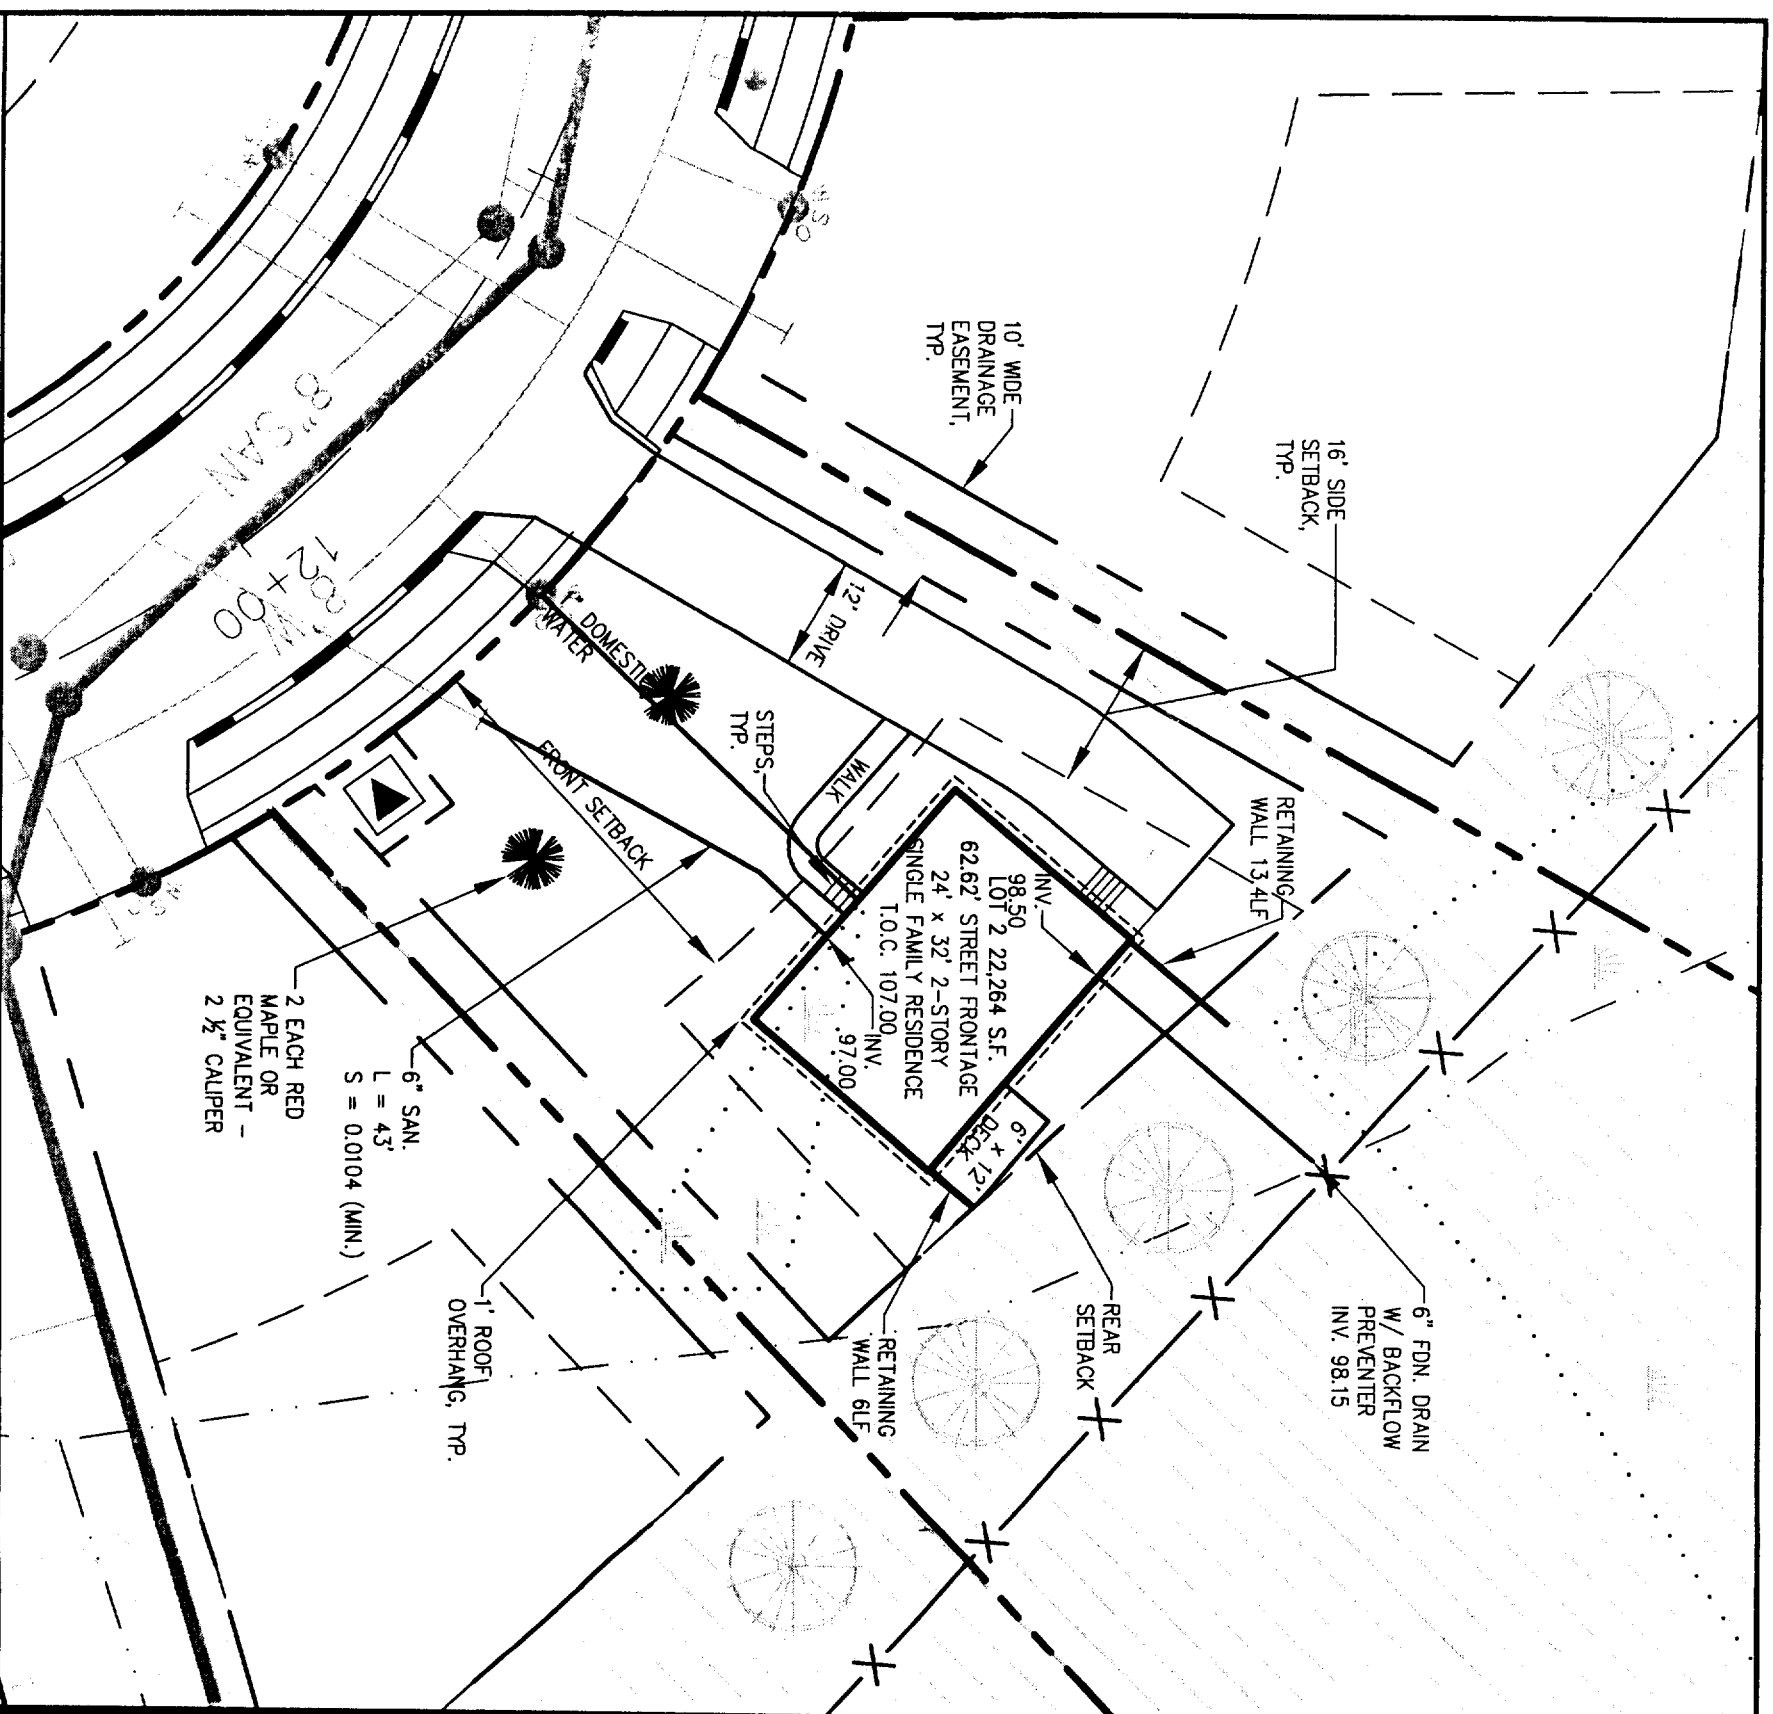 10' WIDE
DRAINAGE
EASEMENT,
TYP.
16' SIDE
SETBACK,
TYP.
8" SAN
12+00
8" W
12' DRIVE
1" DOMESTIC
WATER
STEPS,
TYP.
WALK
FRONT SETBACK
RETAINING
WALL 13.4LF
INV.
98.50
LOT 2 22,264 S.F.
62.62' STREET FRONTAGE
24' x 32' 2-STORY
SINGLE FAMILY RESIDENCE
T.O.C. 107.00
INV.
97.00
6' x 12'
DECK
2 EACH RED
MAPLE OR
EQUIVALENT -
2 ½" CALIPER
6" SAN.
L = 43'
S = 0.0104 (MIN.)
1' ROOF
OVERHANG, TYP.
RETAINING
WALL 6LF
REAR
SETBACK
6" FDN. DRAIN
W/ BACKFLOW
PREVENTER
INV. 98.15